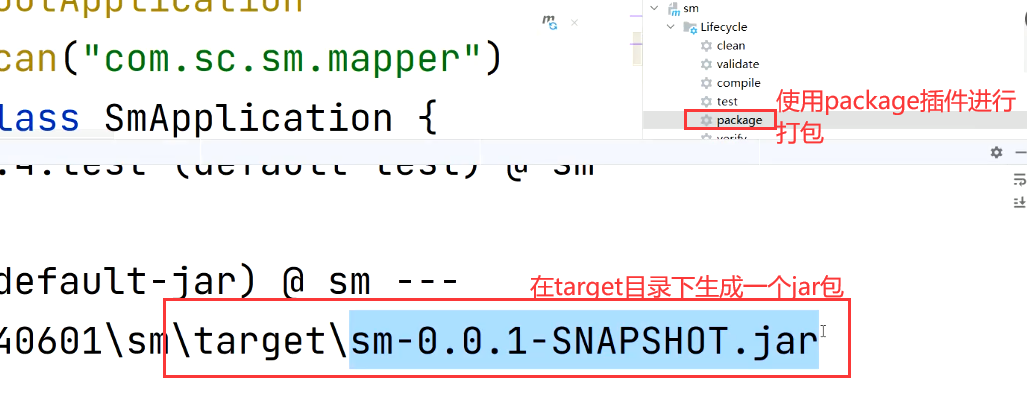 ootApplication
can("com.sc.sm.mapper")
lass SmApplication {
sm
Lifecycle
clean
validate
compile
test
package
verify
使用package插件进行
打包
.4:test (default-test) @ sm
default-jar) @ sm ---
在target目录下生成一个jar包
40601\sm\target\sm-0.0.1-SNAPSHOT.jar